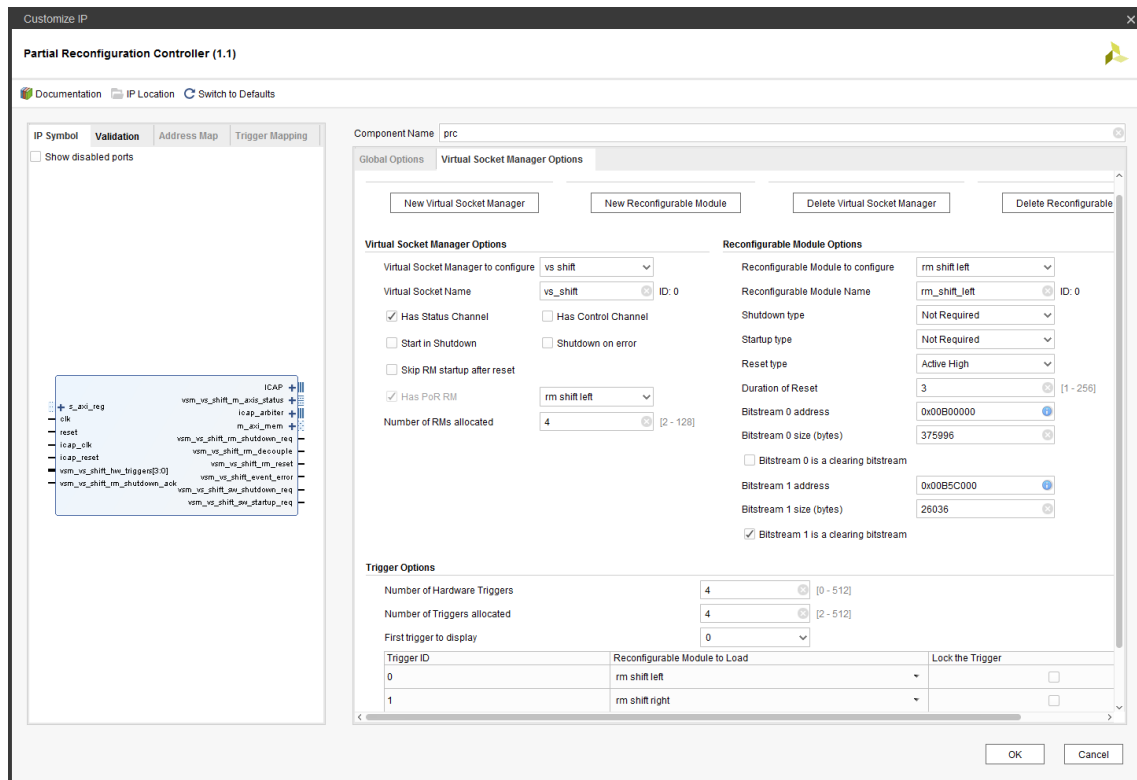 Customize IP
Partial Reconfiguration Controller (1.1)
Documentation IP Location Switch to Defaults
IP Symbol Validation Address Map Trigger Mapping
Show disabled ports
ICAP
s_axi_reg
vsm_vs_shift_m_axis_status
clk
icap_arbiter
reset
m_axi_mem
icap_clk
vsm_vs_shift_rm_shutdown_req
icap_reset
vsm_vs_shift_rm_decouple
vsm_vs_shift_hw_triggers[3:0]
vsm_vs_shift_rm_reset
vsm_vs_shift_rm_shutdown_ack
vsm_vs_shift_event_error
vsm_vs_shift_sw_shutdown_req
vsm_vs_shift_sw_startup_req
Component Name prc
Global Options Virtual Socket Manager Options
New Virtual Socket Manager New Reconfigurable Module Delete Virtual Socket Manager Delete Reconfigurable
Virtual Socket Manager Options
Virtual Socket Manager to configure vs shift
Virtual Socket Name vs_shift ID: 0
Has Status Channel Has Control Channel
Start in Shutdown Shutdown on error
Skip RM startup after reset
Has PoR RM rm shift left
Number of RMs allocated 4 [2 - 128]
Reconfigurable Module Options
Reconfigurable Module to configure rm shift left
Reconfigurable Module Name rm_shift_left ID: 0
Shutdown type Not Required
Startup type Not Required
Reset type Active High
Duration of Reset 3 [1 - 256]
Bitstream 0 address 0x00B00000
Bitstream 0 size (bytes) 375996
Bitstream 0 is a clearing bitstream
Bitstream 1 address 0x00B5C000
Bitstream 1 size (bytes) 26036
Bitstream 1 is a clearing bitstream
Trigger Options
Number of Hardware Triggers 4 [0 - 512]
Number of Triggers allocated 4 [2 - 512]
First trigger to display 0
Trigger ID Reconfigurable Module to Load Lock the Trigger
0 rm shift left
1 rm shift right
OK Cancel